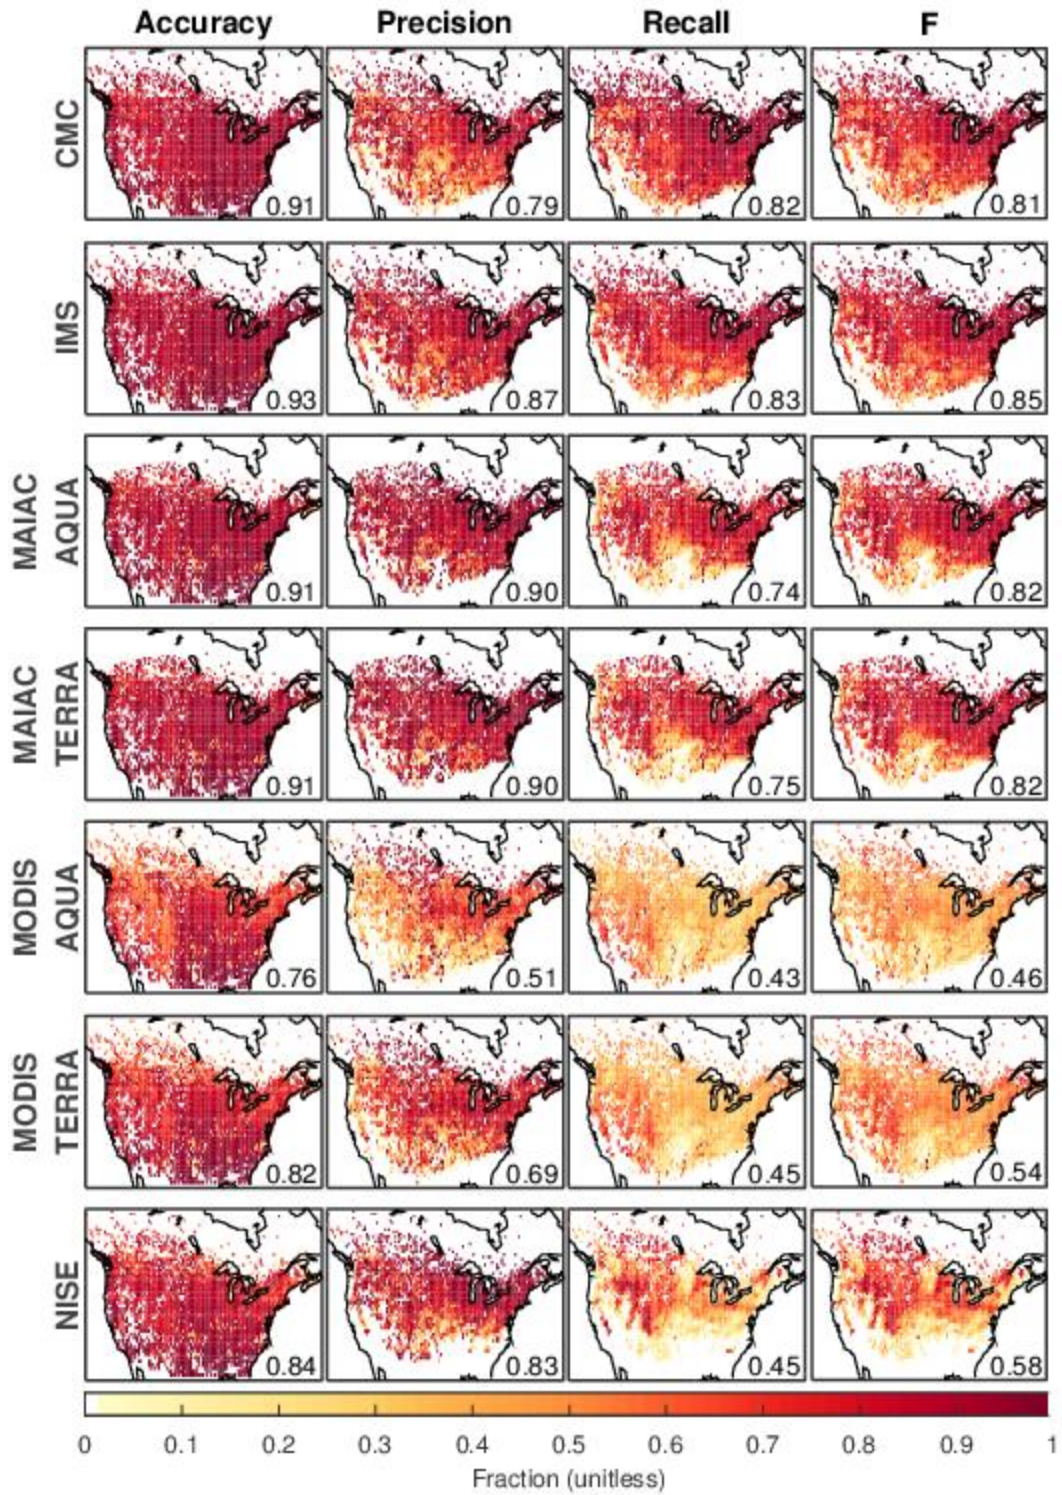 Accuracy Precision Recall F
CMC
0.91 0.79 0.82 0.81
IMS
0.93 0.87 0.83 0.85
MAIAC
AQUA
0.91 0.90 0.74 0.82
MAIAC
TERRA
0.91 0.90 0.75 0.82
MODIS
AQUA
0.76 0.51 0.43 0.46
MODIS
TERRA
0.82 0.69 0.45 0.54
NISE
0.84 0.83 0.45 0.58
0 0.1 0.2 0.3 0.4 0.5 0.6 0.7 0.8 0.9 1
Fraction (unitless)